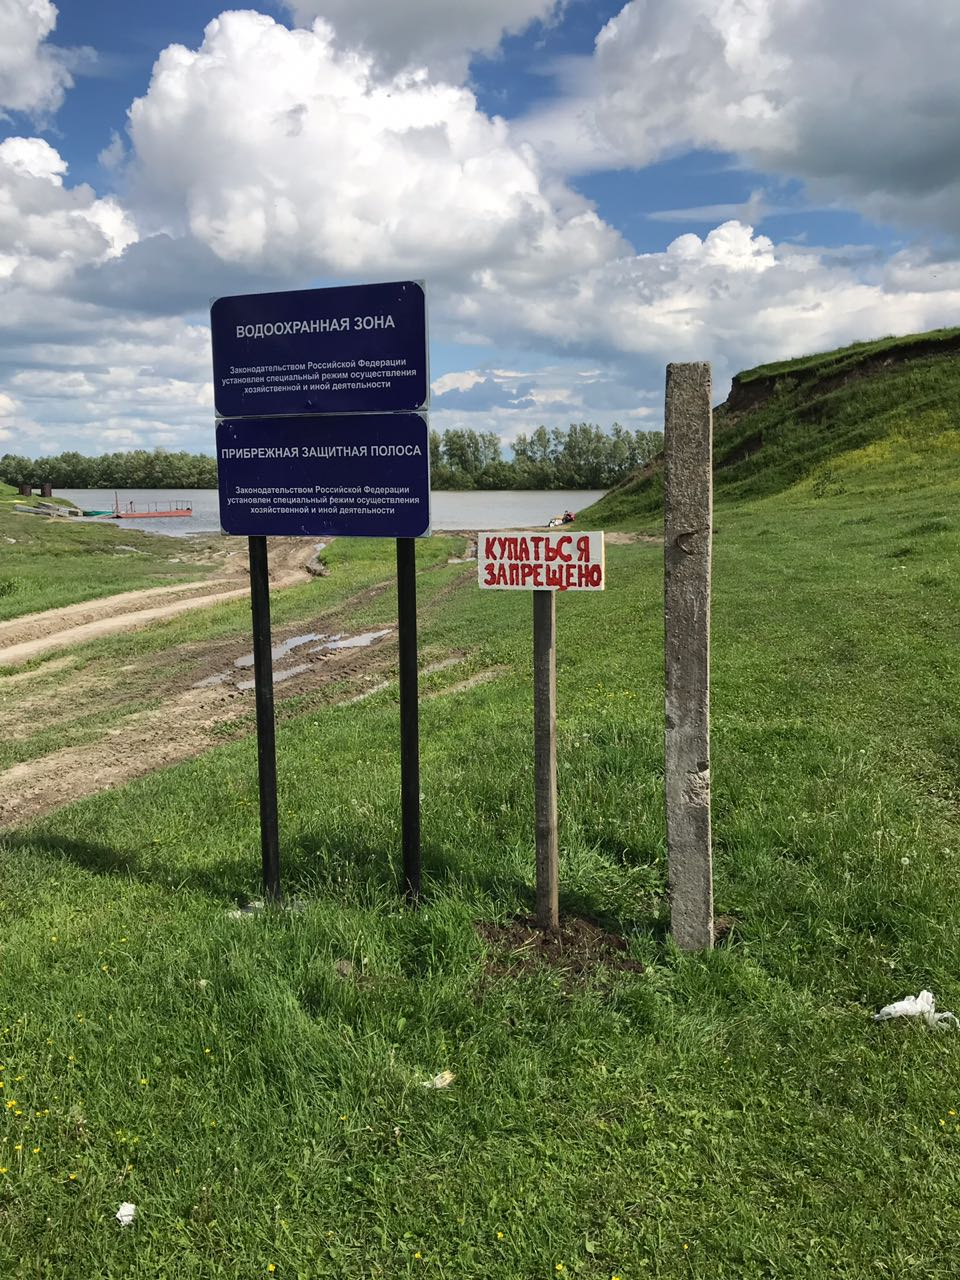 ВОДООХРАННАЯ ЗОНА
Законодательством Российской Федерации
установлен специальный режим осуществления
хозяйственной и иной деятельности
ПРИБРЕЖНАЯ ЗАЩИТНАЯ ПОЛОСА
Законодательством Российской Федерации
установлен специальный режим осуществления
хозяйственной и иной деятельности
КУПАТЬСЯ
ЗАПРЕЩЕНО